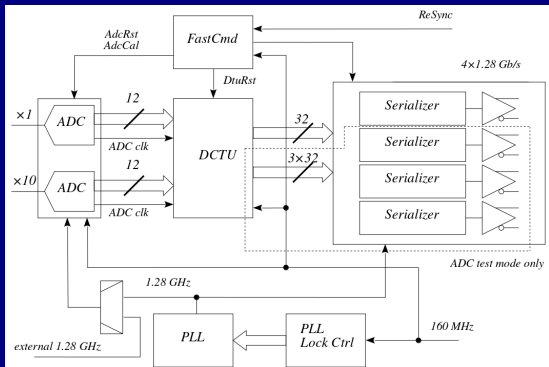 ReSync
AdcRst
AdcCal
FastCmd
DtuRst
4×1.28 Gb/s
×1
ADC
12
ADC clk
DCTU
32
3×32
Serializer
Serializer
Serializer
Serializer
×10
ADC
12
ADC clk
ADC test mode only
1.28 GHz
external 1.28 GHz
PLL
PLL
Lock Ctrl
160 MHz